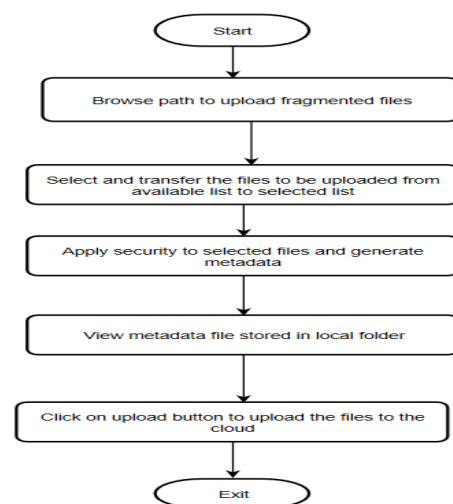 Start
Browse path to upload fragmented files
Select and transfer the files to be uploaded from
available list to selected list
Apply security to selected files and generate
metadata
View metadata file stored in local folder
Click on upload button to upload the files to the
cloud
Exit